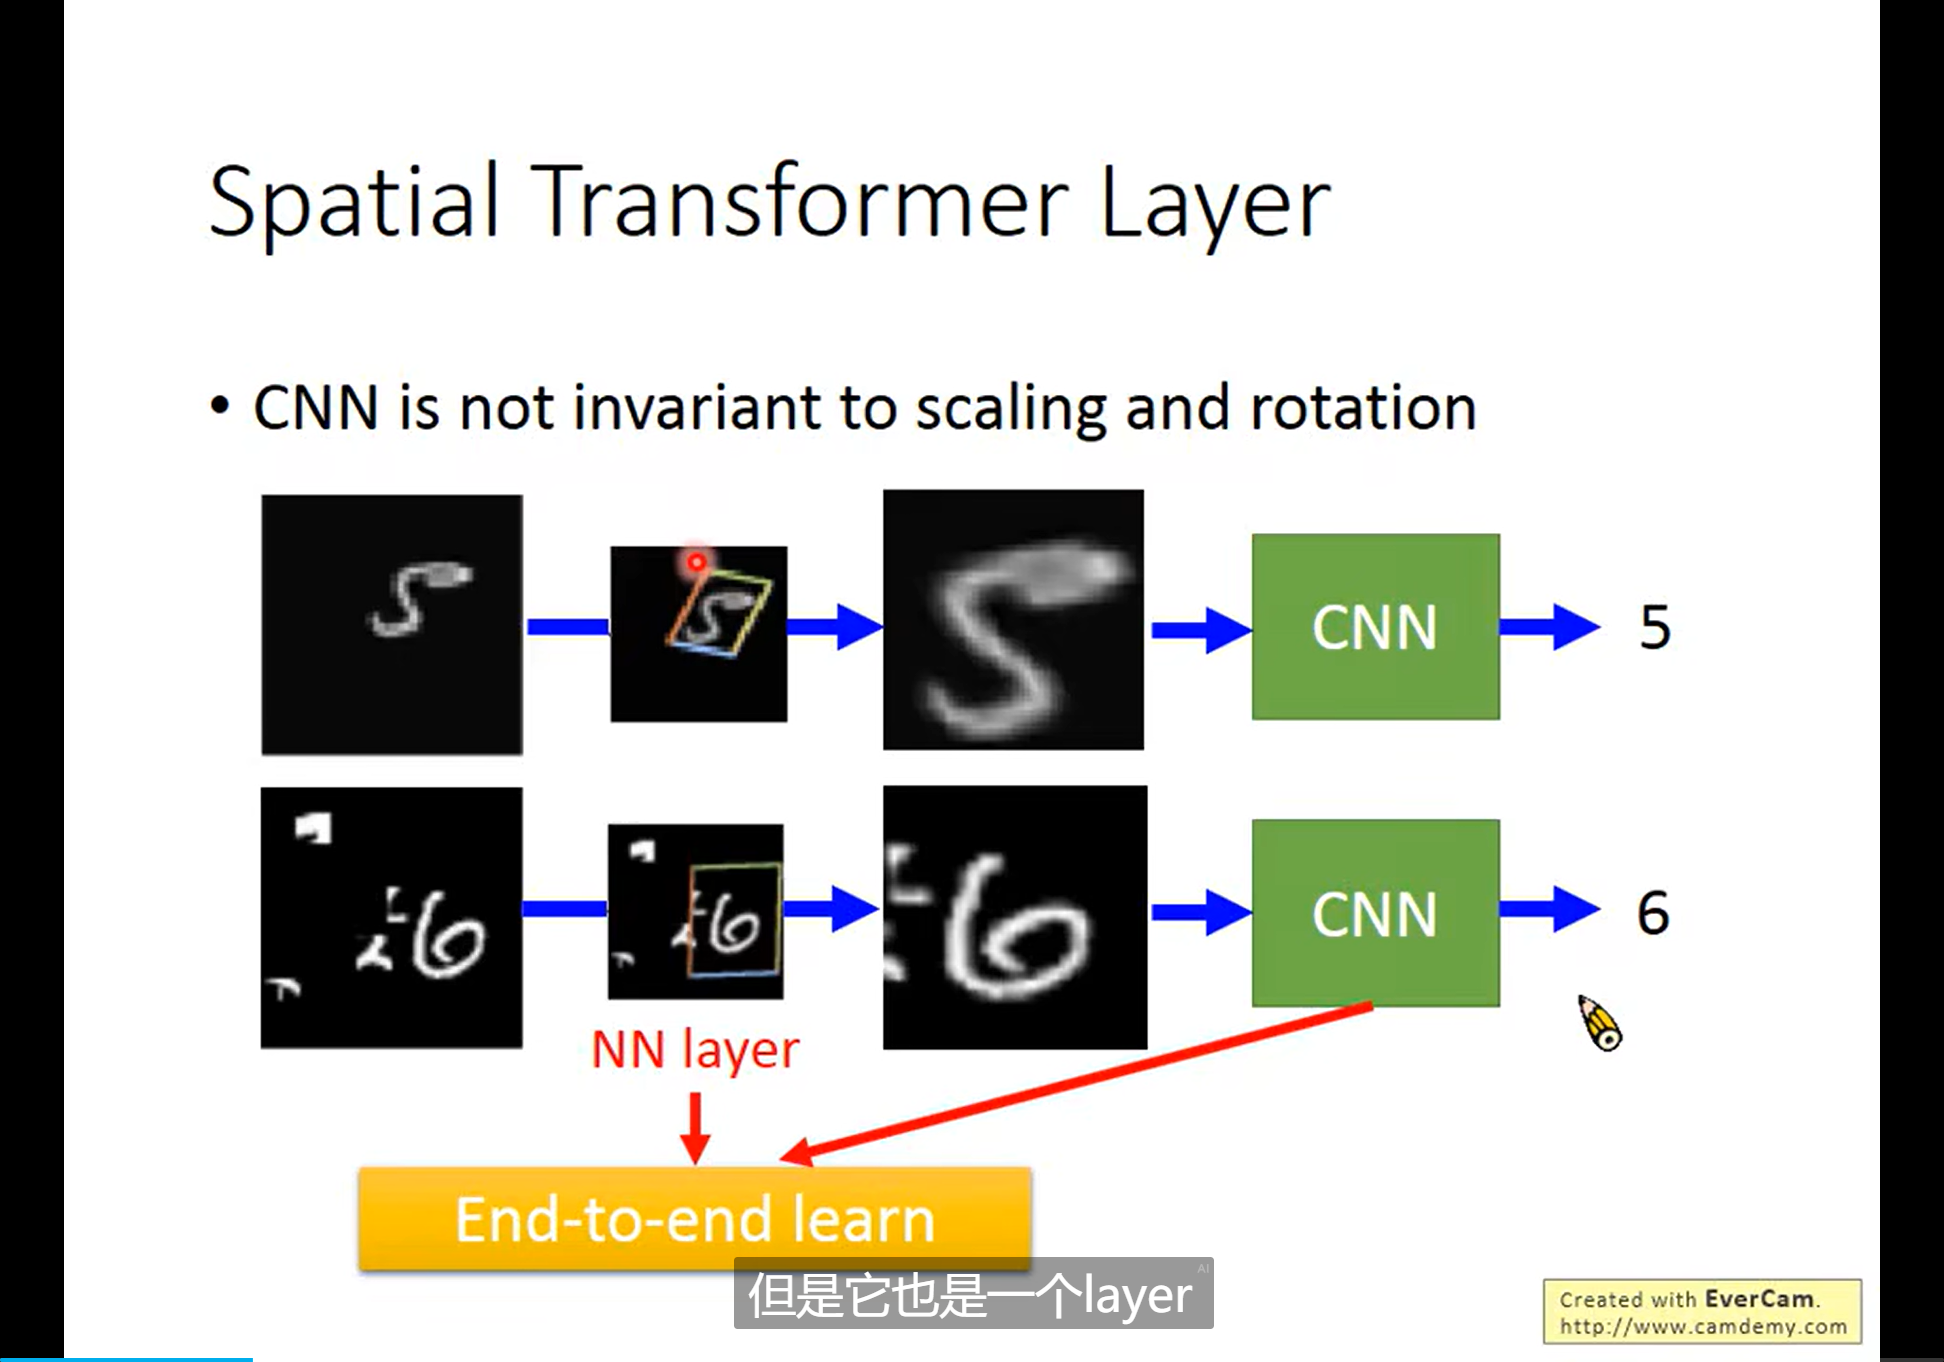 Spatial Transformer Layer
• CNN is not invariant to scaling and rotation
CNN
5
CNN
6
NN layer
End-to-end learn
但是它也是一个layer
AI
Created with EverCam.
http://www.camdemy.com